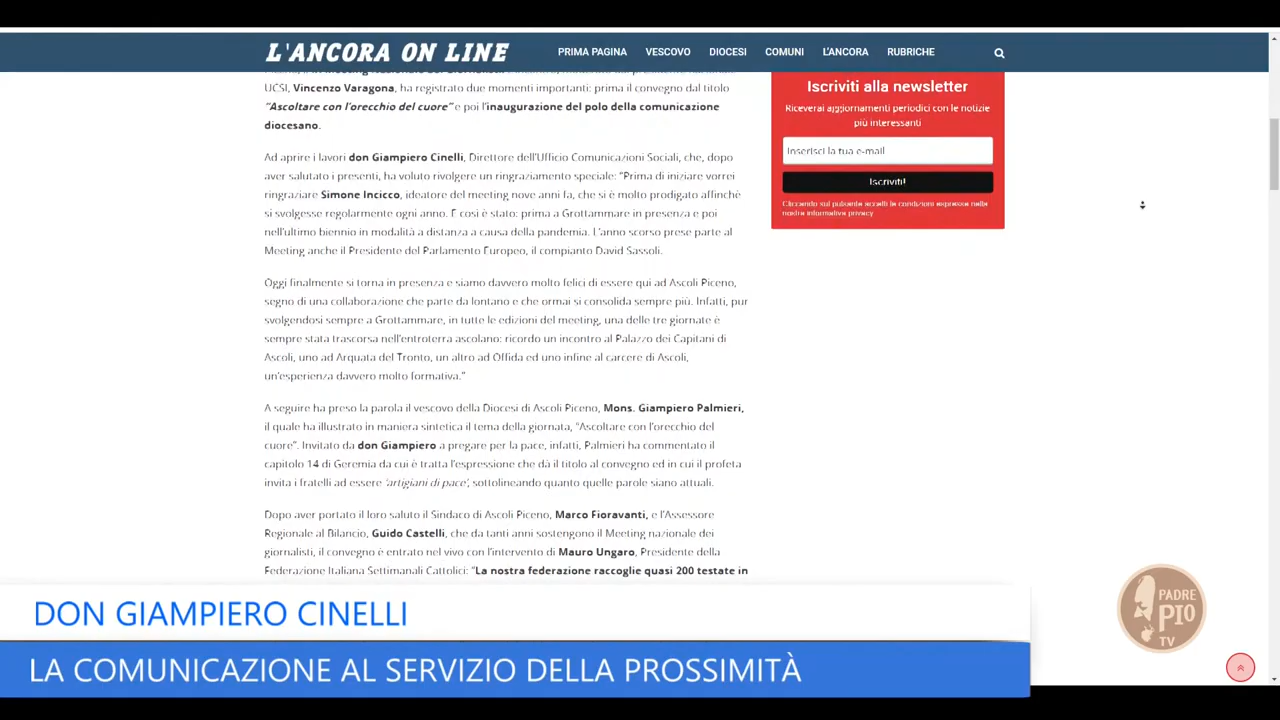 L'ANCORA ON LINE
PRIMA PAGINA VESCOVO DIOCESI COMUNI L'ANCORA RUBRICHE
UCSI, Vincenzo Varagona, ha registrato due momenti importanti: prima il convegno dal titolo
"Ascoltare con l'orecchio del cuore" e poi l'inaugurazione del polo della comunicazione
diocesano.
Ad aprire i lavori don Giampiero Cinelli, Direttore dell'Ufficio Comunicazioni Sociali, che, dopo
aver salutato i presenti, ha voluto rivolgere un ringraziamento speciale: "Prima di iniziare vorrei
ringraziare Simone Incicco, ideatore del meeting nove anni fa, che si è molto prodigato affinchè
si svolgesse regolarmente ogni anno. E così è stato: prima a Grottammare in presenza e poi
nell'ultimo biennio in modalità a distanza a causa della pandemia. L'anno scorso prese parte al
Meeting anche il Presidente del Parlamento Europeo, il compianto David Sassoli.
Oggi finalmente si torna in presenza e siamo davvero molto felici di essere qui ad Ascoli Piceno,
segno di una collaborazione che parte da lontano e che ormai si consolida sempre più. Infatti, pur
svolgendosi sempre a Grottammare, in tutte le edizioni del meeting, una delle tre giornate è
sempre stata trascorsa nell'entroterra ascolano: ricordo un incontro al Palazzo dei Capitani di
Ascoli, uno ad Arquata del Tronto, un altro ad Offida ed uno infine al carcere di Ascoli,
un'esperienza davvero molto formativa."
A seguire ha preso la parola il vescovo della Diocesi di Ascoli Piceno, Mons. Giampiero Palmieri,
il quale ha illustrato in maniera sintetica il tema della giornata, "Ascoltare con l'orecchio del
cuore". Invitato da don Giampiero a pregare per la pace, infatti, Palmieri ha commentato il
capitolo 14 di Geremia da cui è tratta l'espressione che dà il titolo al convegno ed in cui il profeta
invita i fratelli ad essere 'artigiani di pace', sottolineando quanto quelle parole siano attuali.
Dopo aver portato il loro saluto il Sindaco di Ascoli Piceno, Marco Fioravanti, e l'Assessore
Regionale al Bilancio, Guido Castelli, che da tanti anni sostengono il Meeting nazionale dei
giornalisti, il convegno è entrato nel vivo con l'intervento di Mauro Ungaro, Presidente della
Federazione Italiana Settimanali Cattolici: "La nostra federazione raccoglie quasi 200 testate in
Iscriviti alla newsletter
Riceverai aggiornamenti periodici con le notizie
più interessanti
Inserisci la tua e-mail
Iscriviti!
Cliccando sul pulsante accetti le condizioni espresse nella
nostra informativa privacy
DON GIAMPIERO CINELLI
LA COMUNICAZIONE AL SERVIZIO DELLA PROSSIMITÀ
PADRE
PIO
TV